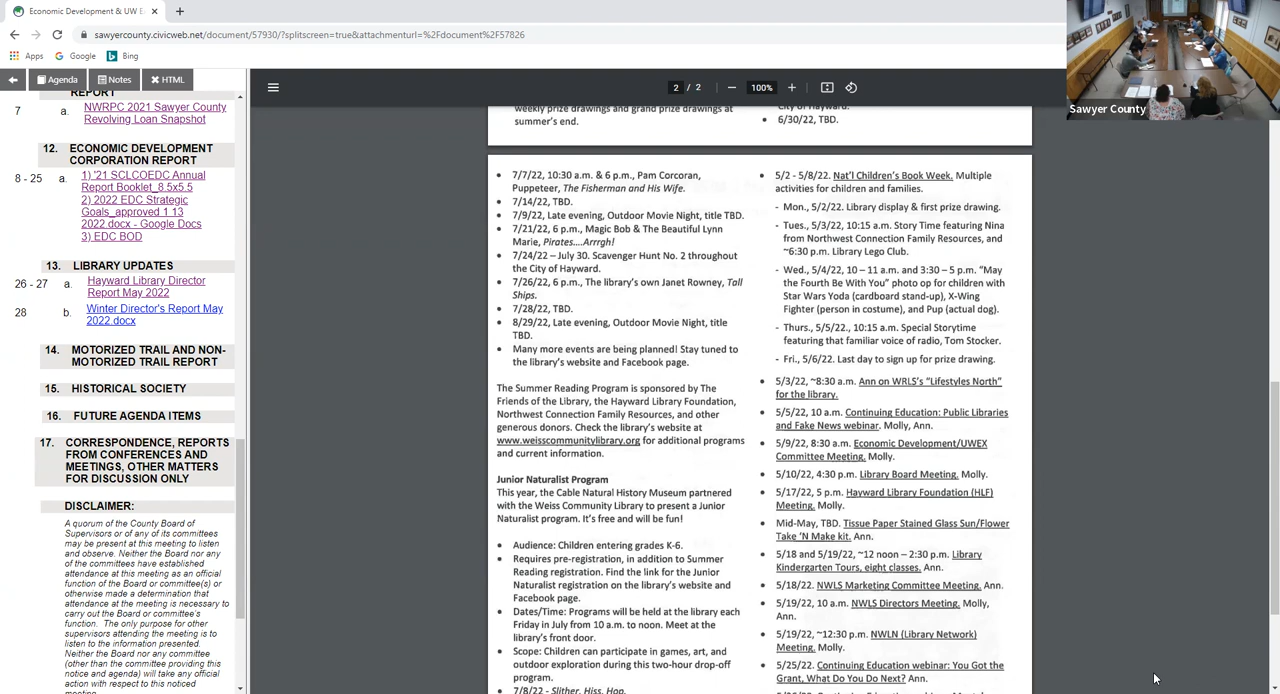 Economic Development & UW E
sawyercounty.civicweb.net/document/57930/?splitscreen=true&attachmenturl=%2Fdocument%2F57826
Apps
Google
Bing
Agenda
Notes
HTML
REPORT
7 a. NWRPC 2021 Sawyer County
Revolving Loan Snapshot
12. ECONOMIC DEVELOPMENT
CORPORATION REPORT
8 - 25 a. 1) '21 SCLCOEDC Annual
Report Booklet_8.5x5.5
2) 2022 EDC Strategic
Goals_approved 1 13
2022.docx - Google Docs
3) EDC BOD
13. LIBRARY UPDATES
26 - 27 a. Hayward Library Director
Report May 2022
28 b. Winter Director's Report May
2022.docx
14. MOTORIZED TRAIL AND NON-
MOTORIZED TRAIL REPORT
15. HISTORICAL SOCIETY
16. FUTURE AGENDA ITEMS
17. CORRESPONDENCE, REPORTS
FROM CONFERENCES AND
MEETINGS, OTHER MATTERS
FOR DISCUSSION ONLY
DISCLAIMER:
A quorum of the County Board of
Supervisors or of any of its committees
may be present at this meeting to listen
and observe. Neither the Board nor any
of the committees have established
attendance at this meeting as an official
function of the Board or committee(s) or
otherwise made a determination that
attendance at the meeting is necessary to
carry out the Board or committee's
function. The only purpose for other
supervisors attending the meeting is to
listen to the information presented.
Neither the Board nor any committee
(other than the committee providing this
notice and agenda) will take any official
action with respect to this noticed
meeting
2 / 2
100%
weekly prize drawings and grand prize drawings at
summer's end.
City of Hayward.
• 6/30/22, TBD.
• 7/7/22, 10:30 a.m. & 6 p.m., Pam Corcoran,
Puppeteer, The Fisherman and His Wife.
• 7/14/22, TBD.
• 7/9/22, Late evening, Outdoor Movie Night, title TBD.
• 7/21/22, 6 p.m., Magic Bob & The Beautiful Lynn
Marie, Pirates....Arrrgh!
• 7/24/22 – July 30. Scavenger Hunt No. 2 throughout
the City of Hayward.
• 7/26/22, 6 p.m., The library's own Janet Rowney, Tall
Ships.
• 7/28/22, TBD.
• 8/29/22, Late evening, Outdoor Movie Night, title
TBD.
• Many more events are being planned! Stay tuned to
the library's website and Facebook page.
The Summer Reading Program is sponsored by The
Friends of the Library, the Hayward Library Foundation,
Northwest Connection Family Resources, and other
generous donors. Check the library's website at
www.weisscommunitylibrary.org for additional programs
and current information.
Junior Naturalist Program
This year, the Cable Natural History Museum partnered
with the Weiss Community Library to present a Junior
Naturalist program. It's free and will be fun!
• Audience: Children entering grades K-6.
• Requires pre-registration, in addition to Summer
Reading registration. Find the link for the Junior
Naturalist registration on the library's website and
Facebook page.
• Dates/Time: Programs will be held at the library each
Friday in July from 10 a.m. to noon. Meet at the
library's front door.
• Scope: Children can participate in games, art, and
outdoor exploration during this two-hour drop-off
program.
• 7/8/22 - Slither, Hiss, Hop.
• 5/2 - 5/8/22. Nat'l Children's Book Week. Multiple
activities for children and families.
- Mon., 5/2/22. Library display & first prize drawing.
- Tues., 5/3/22, 10:15 a.m. Story Time featuring Nina
from Northwest Connection Family Resources, and
~6:30 p.m. Library Lego Club.
- Wed., 5/4/22, 10 – 11 a.m. and 3:30 – 5 p.m. "May
the Fourth Be With You" photo op for children with
Star Wars Yoda (cardboard stand-up), X-Wing
Fighter (person in costume), and Pup (actual dog).
- Thurs., 5/5/22., 10:15 a.m. Special Storytime
featuring that familiar voice of radio, Tom Stocker.
- Fri., 5/6/22. Last day to sign up for prize drawing.
• 5/3/22, ~8:30 a.m. Ann on WRLS's "Lifestyles North"
for the library.
• 5/5/22, 10 a.m. Continuing Education: Public Libraries
and Fake News webinar. Molly, Ann.
• 5/9/22, 8:30 a.m. Economic Development/UWEX
Committee Meeting. Molly.
• 5/10/22, 4:30 p.m. Library Board Meeting. Molly.
• 5/17/22, 5 p.m. Hayward Library Foundation (HLF)
Meeting. Molly.
• Mid-May, TBD. Tissue Paper Stained Glass Sun/Flower
Take 'N Make kit. Ann.
• 5/18 and 5/19/22, ~12 noon – 2:30 p.m. Library
Kindergarten Tours, eight classes. Ann.
• 5/18/22. NWLS Marketing Committee Meeting. Ann.
• 5/19/22, 10 a.m. NWLS Directors Meeting. Molly,
Ann.
• 5/19/22, ~12:30 p.m. NWLN (Library Network)
Meeting. Molly.
• 5/25/22. Continuing Education webinar: You Got the
Grant, What Do You Do Next? Ann.
Sawyer County